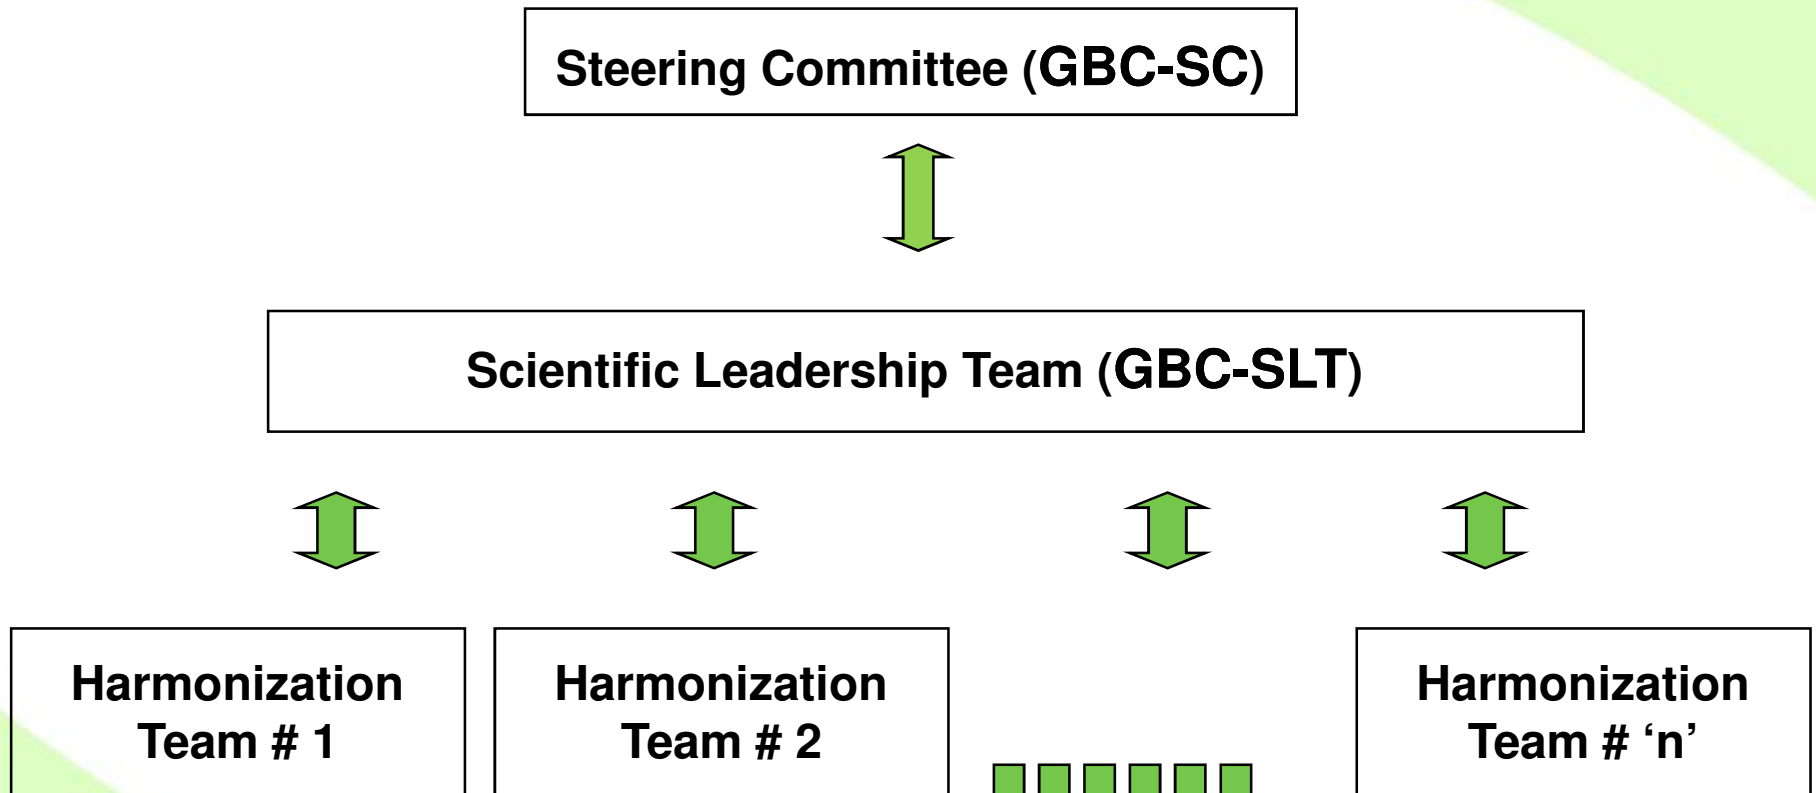 Steering Committee (GBC-SC)
Scientific Leadership Team (GBC-SLT)
Harmonization
Team # 1
Harmonization
Team # 2
Harmonization
Team # ‘n’